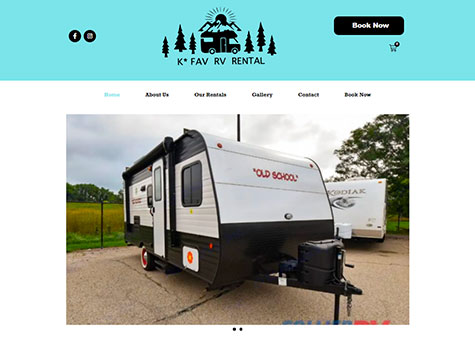 Book Now
0
K* FAV RV RENTAL
Home About Us Our Rentals Gallery Contact Book Now
"OLD SCHOOL"
KODIAK